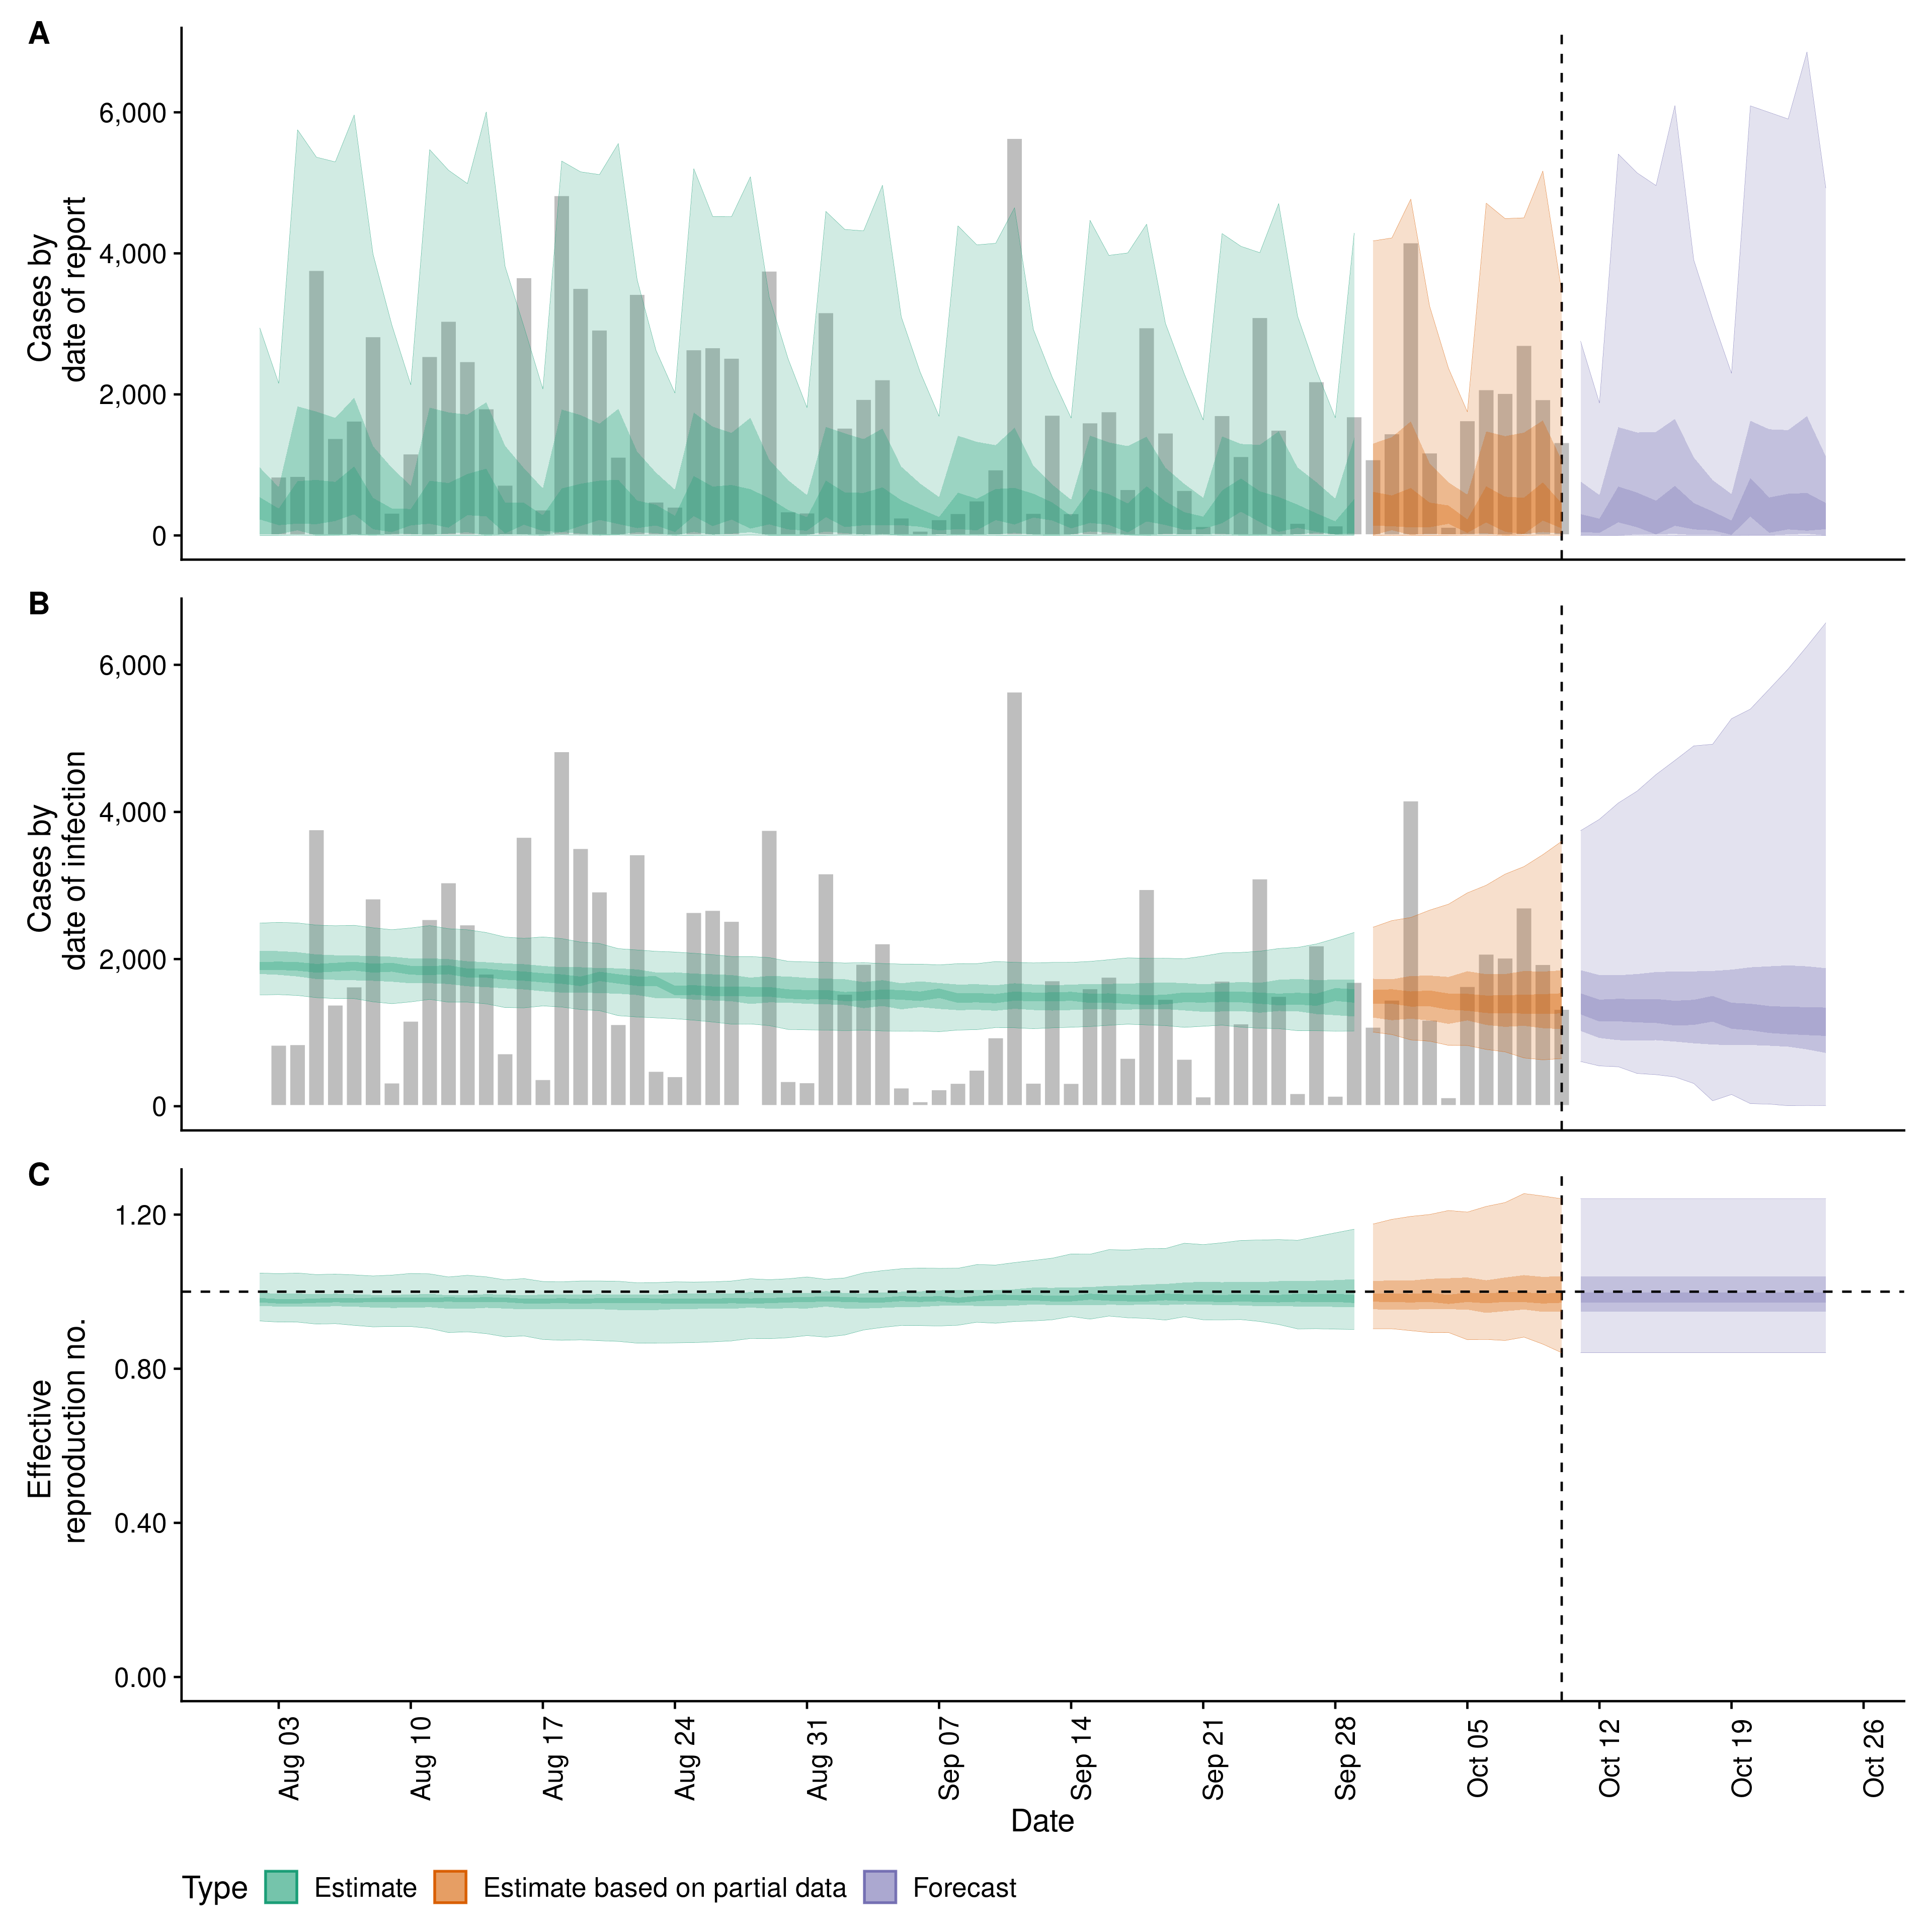 A
Cases by
date of report
6,000
4,000
2,000
0
B
Cases by
date of infection
6,000
4,000
2,000
0
C
Effective
reproduction no.
1.20
0.80
0.40
0.00
Aug 03
Aug 10
Aug 17
Aug 24
Aug 31
Sep 07
Sep 14
Sep 21
Sep 28
Oct 05
Oct 12
Oct 19
Oct 26
Date
Type Estimate Estimate based on partial data Forecast